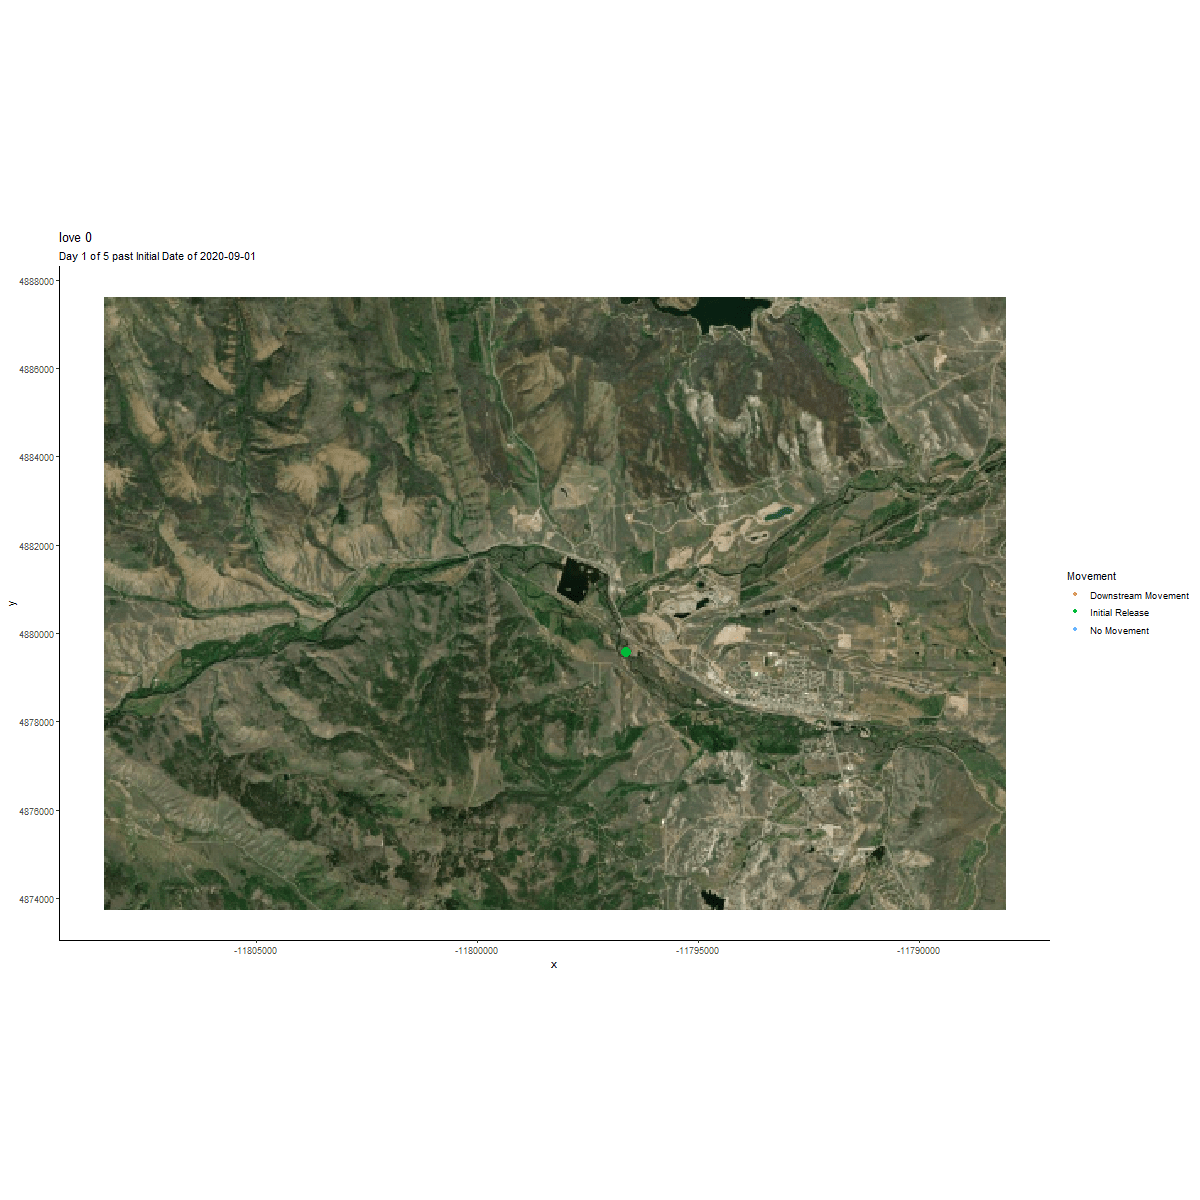 love 0
Day 1 of 5 past Initial Date of 2020-09-01
4888000
4886000
4884000
4882000
4880000
4878000
4876000
4874000
y
-11805000
-11800000
-11795000
-11790000
x
Movement
Downstream Movement
Initial Release
No Movement